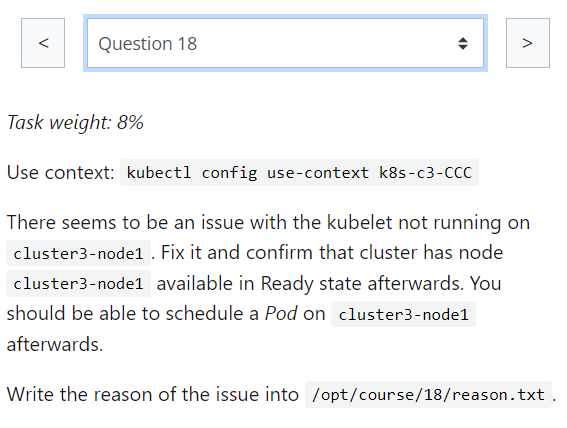 <
Question 18
>
Task weight: 8%
Use context: kubectl config use-context k8s-c3-CCC
There seems to be an issue with the kubelet not running on
cluster3-node1 . Fix it and confirm that cluster has node
cluster3-node1 available in Ready state afterwards. You
should be able to schedule a Pod on cluster3-node1
afterwards.
Write the reason of the issue into /opt/course/18/reason.txt .